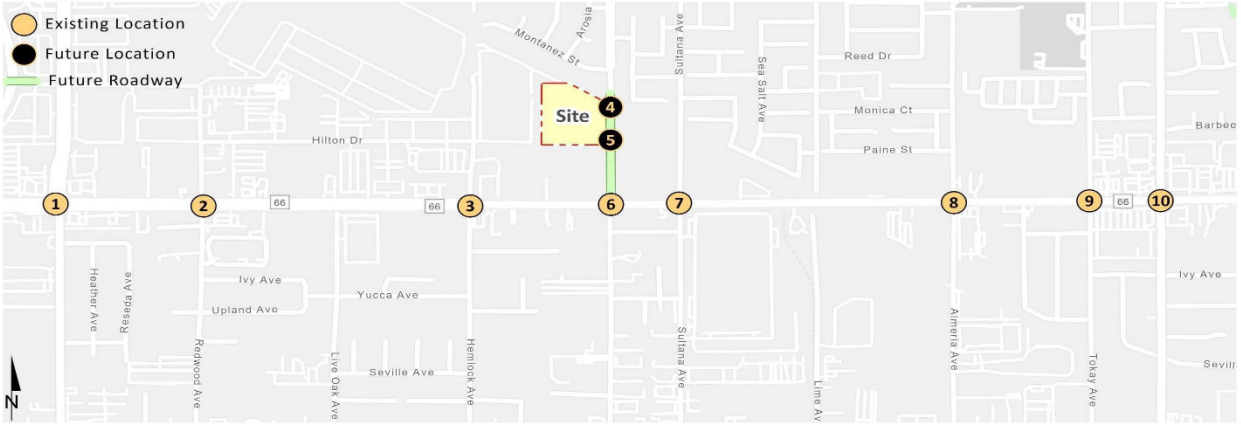 Existing Location
Future Location
Future Roadway
Montanez St
Arosia
Sultana Ave
Sea Salt Ave
Reed Dr
Monica Ct
Paine St
Barbee
Hilton Dr
Site
4
5
1
2
66
66
3
6
7
8
9
66
10
Heather Ave
Reseda Ave
Ivy Ave
Upland Ave
Yucca Ave
Seville Ave
Redwood Ave
Live Oak Ave
Hemlock Ave
Sultana Ave
Lime Av
Almeria Ave
Tokay Ave
Ivy Ave
Sevill
N